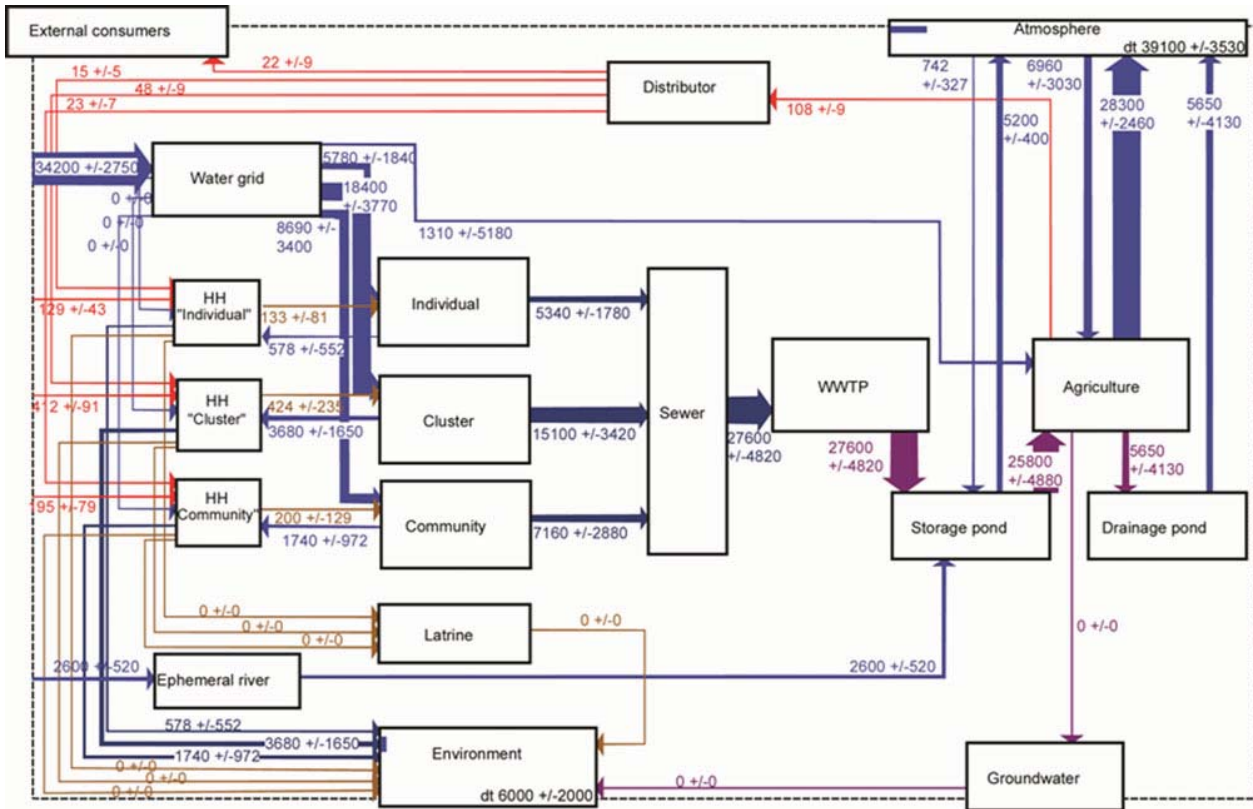 External consumers
Atmosphere
dt 39100 +/-3530
22 +/-9
15 +/-5
48 +/-9
23 +/-7
Distributor
108 +/-9
742
+/-327
6960
+/-3030
5200
+/-400
28300
+/-2460
5650
+/-4130
34200 +/-2750
Water grid
5780 +/-1840
18400
+/-3770
8690 +/-
3400
1310 +/-5180
0 +/-0
0 +/-0
0 +/-0
HH
"Individual"
129 +/-43
133 +/-81
578 +/-552
Individual
5340 +/-1780
HH
"Cluster"
412 +/-91
424 +/-235
3680 +/-1650
Cluster
15100 +/-3420
HH
Community"
195 +/-79
200 +/-129
1740 +/-972
Community
7160 +/-2880
Sewer
27600
+/-4820
WWTP
27600
+/-4820
Agriculture
25800
+/-4880
5650
+/-4130
Storage pond
Drainage pond
0 +/-0
0 +/-0
0 +/-0
Latrine
0 +/-0
0 +/-0
2600 +/-520
Ephemeral river
2600 +/-520
578 +/-552
3680 +/-1650
1740 +/-972
0 +/-0
0 +/-0
0 +/-0
Environment
dt 6000 +/-2000
0 +/-0
Groundwater